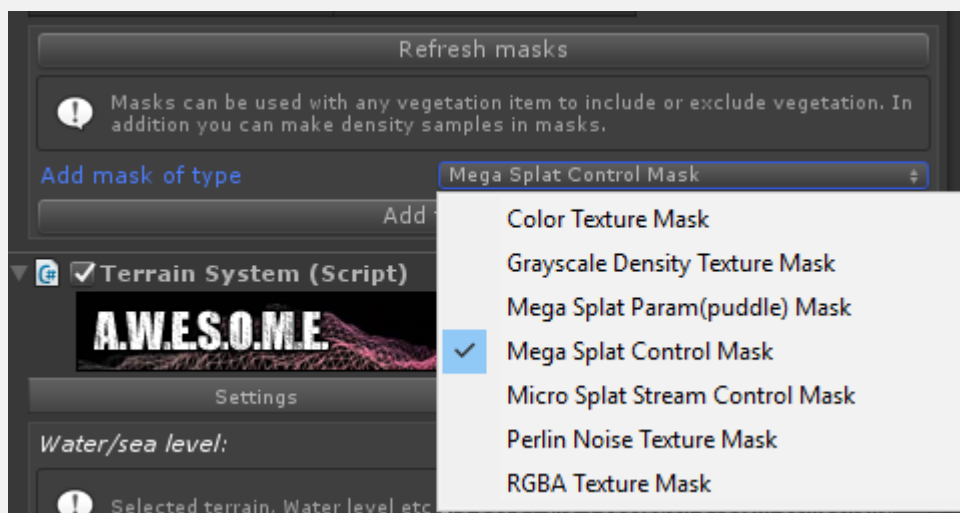 Refresh masks
Masks can be used with any vegetation item to include or exclude vegetation. In
addition you can make density samples in masks.
Add mask of type
Mega Splat Control Mask
Add
Color Texture Mask
Grayscale Density Texture Mask
Mega Splat Param(puddle) Mask
Mega Splat Control Mask
Micro Splat Stream Control Mask
Perlin Noise Texture Mask
RGBA Texture Mask
Terrain System (Script)
A.W.E.S.O.M.E.
Settings
Water/sea level:
Selected terrain. Water level etc